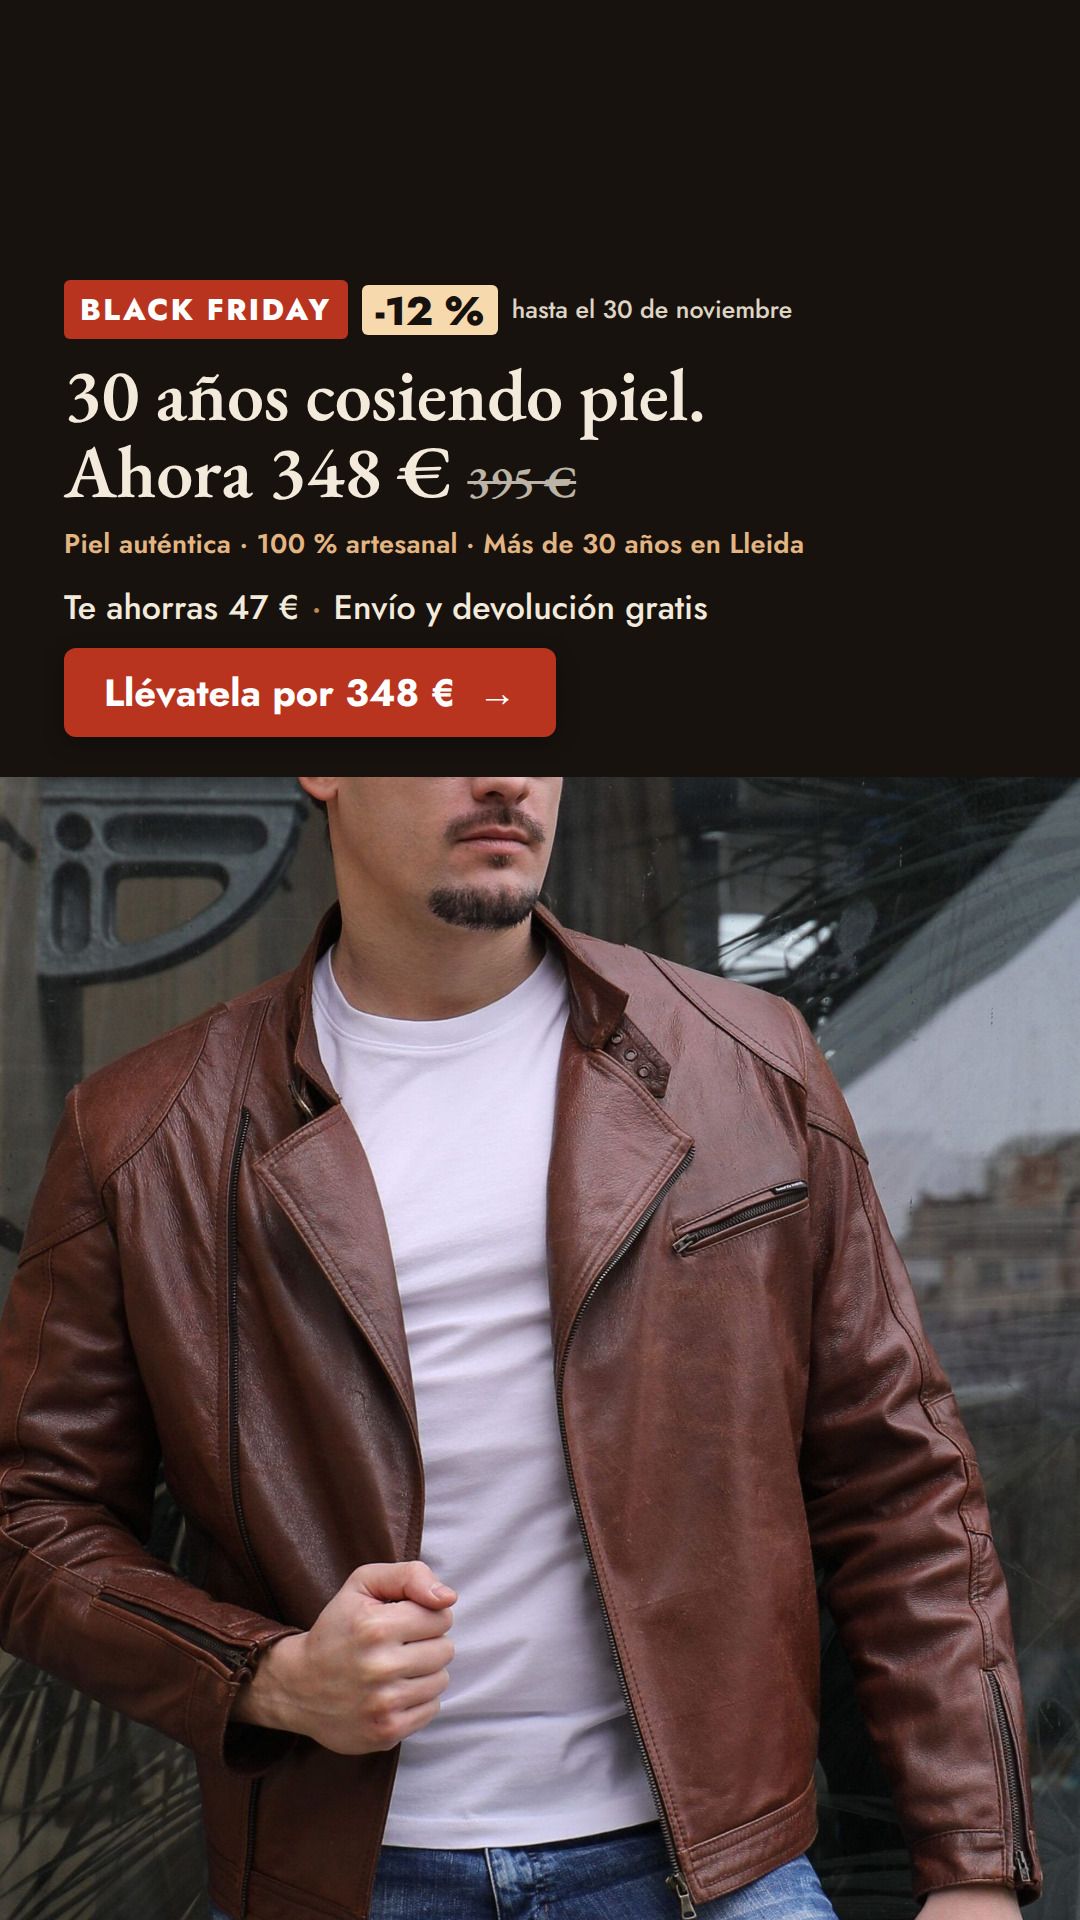 BLACK FRIDAY -12 % hasta el 30 de noviembre
30 años cosiendo piel.
Ahora 348 € 395 €
Piel auténtica · 100 % artesanal · Más de 30 años en Lleida
Te ahorras 47 € · Envío y devolución gratis
Llévatela por 348 € →